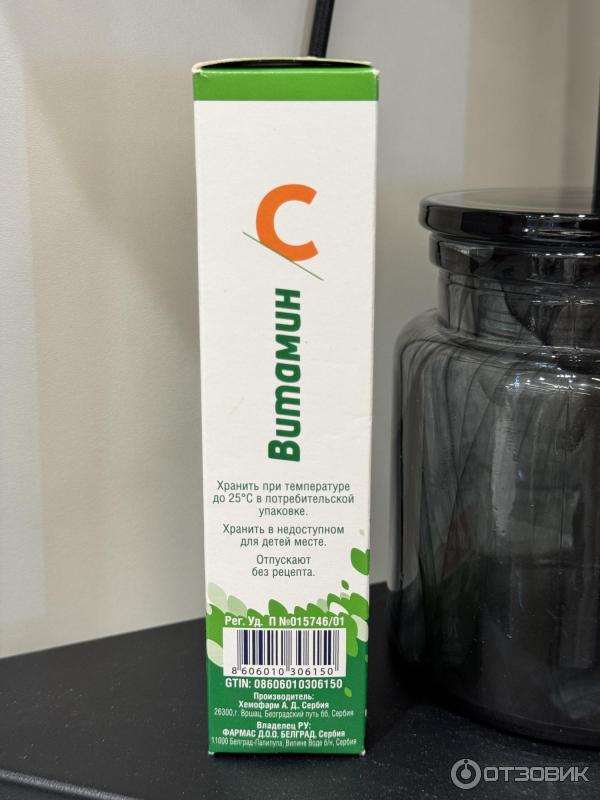 Витамин C
Хранить при температуре
до 25°C в потребительской
упаковке.
Хранить в недоступном
для детей месте.
Отпускают
без рецепта.
Рег. Уд. П №015746/01
8 606010 306150
GTIN: 08606010306150
Производитель:
Хемофарм А. Д. Сербия
26300,г. Вршац, Београдский путь бб, Сербия
Владелец РУ:
ФАРМАС Д.О.О. БЕЛГРАД, Сербия
11000 Белград-Палилула, Вилине Воде б/н, Сербия
ОТЗОВИК